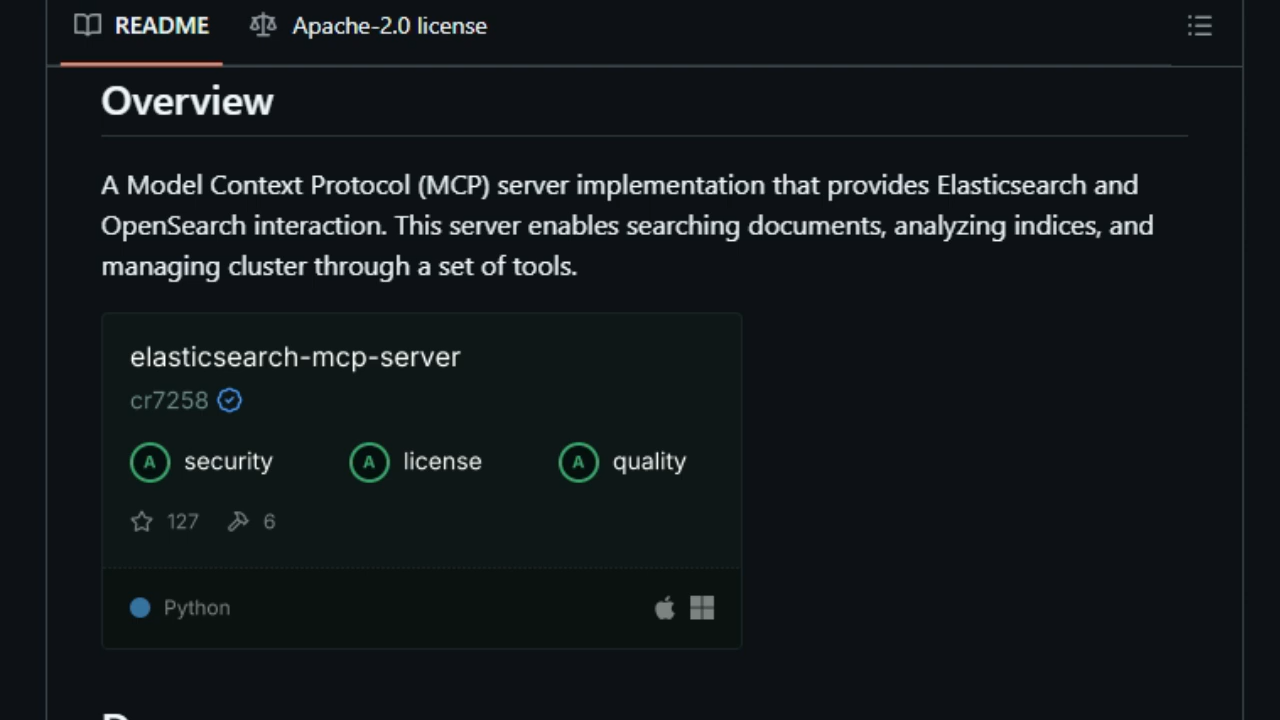 README
Apache-2.0 license
Overview
A Model Context Protocol (MCP) server implementation that provides Elasticsearch and
OpenSearch interaction. This server enables searching documents, analyzing indices, and
managing cluster through a set of tools.
elasticsearch-mcp-server
cr7258
A security
A license
A quality
127
6
Python